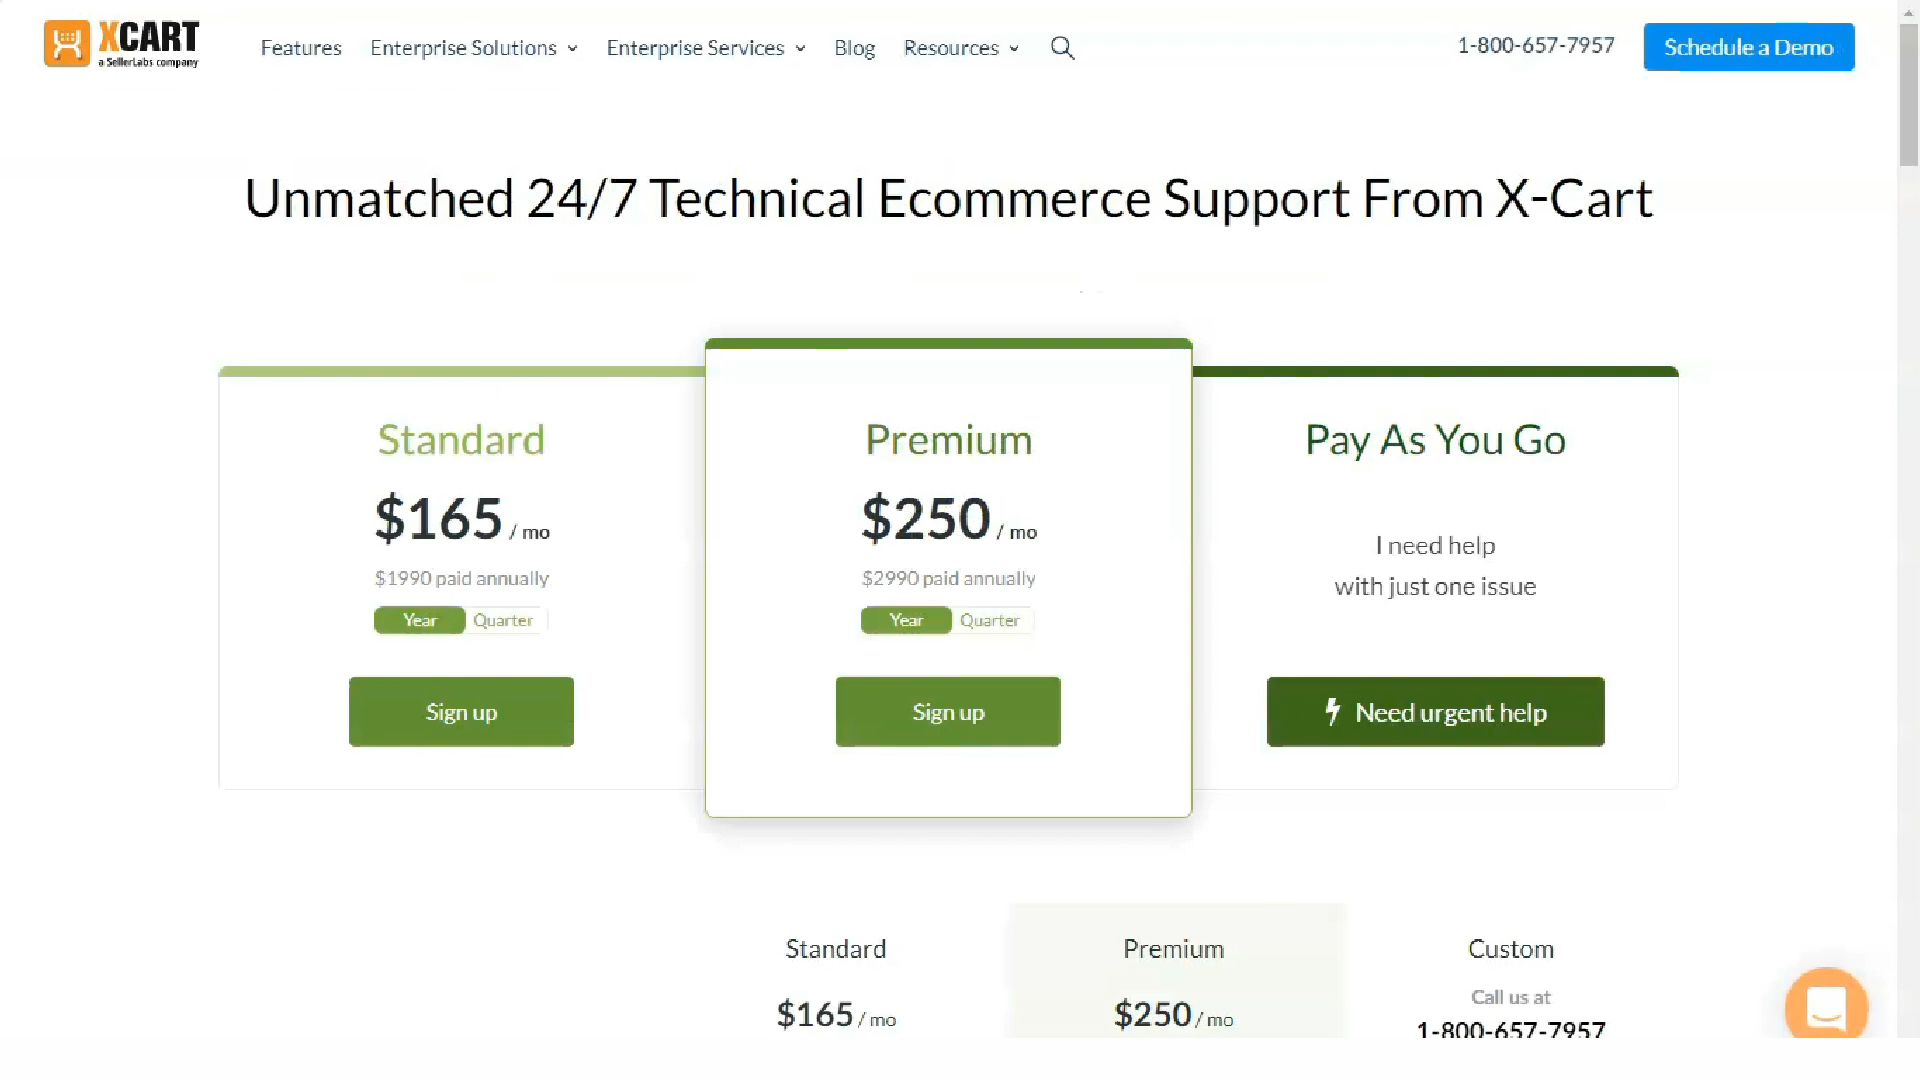 XCART
a SellerLabs company
Features
Enterprise Solutions
Enterprise Services
Blog
Resources
1-800-657-7957
Schedule a Demo
Unmatched 24/7 Technical Ecommerce Support From X-Cart
Standard
$165 / mo
$1990 paid annually
Year Quarter
Sign up
Premium
$250 / mo
$2990 paid annually
Year Quarter
Sign up
Pay As You Go
I need help
with just one issue
Need urgent help
Standard
$165 / mo
Premium
$250 / mo
Custom
Call us at
1-800-657-7957